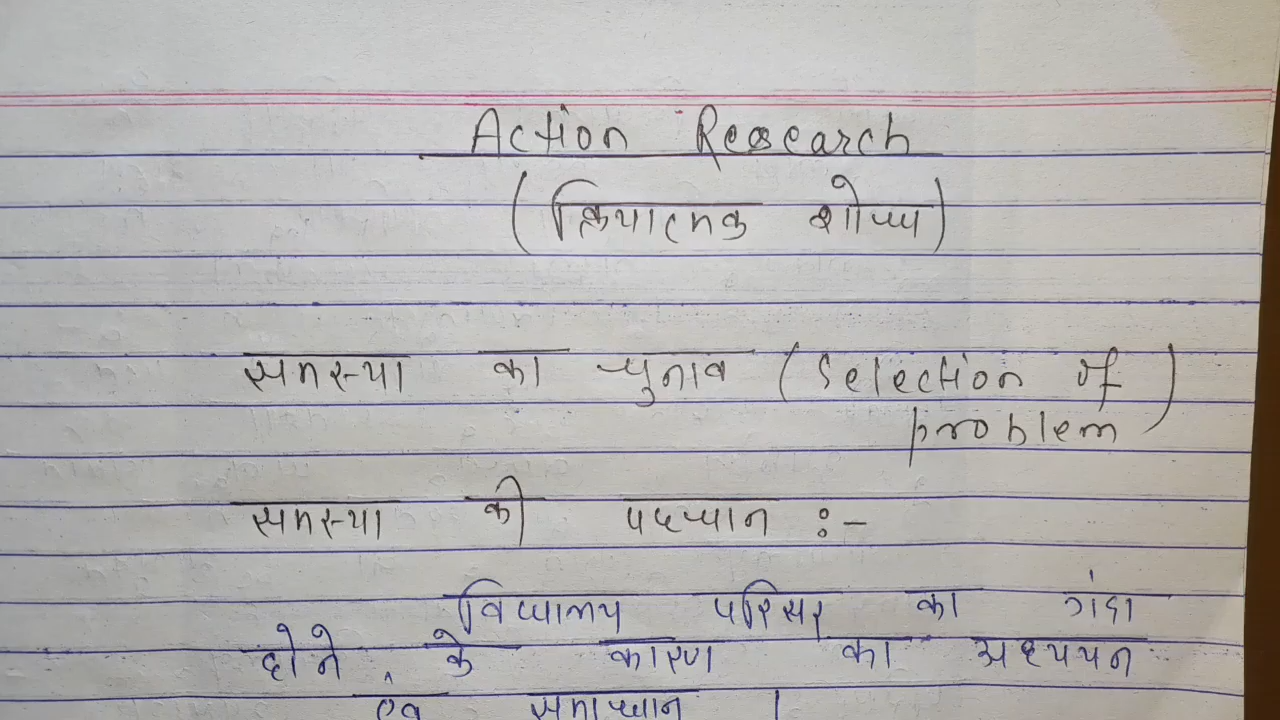 Action Research
(क्रियात्मक शोध)
समस्या का चुनाव (Selection of
problem)
समस्या की पहचान :-
विद्यालय परिसर का गंदा
होने के कारण का अध्ययन
एवं समाधान ।